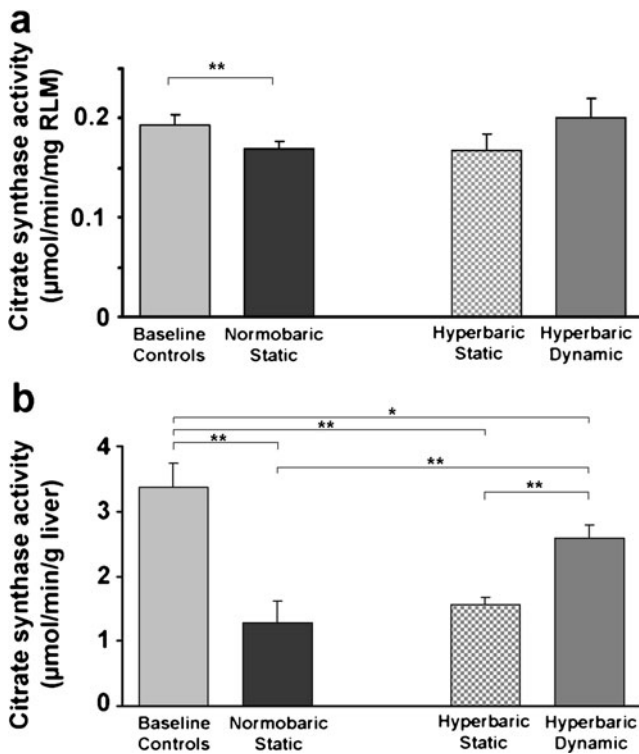 a
Citrate synthase activity
(µmol/min/mg RLM)
0.2
0.1
0
**
Baseline
Controls
Normobaric
Static
Hyperbaric
Static
Hyperbaric
Dynamic
b
Citrate synthase activity
(µmol/min/g liver)
4
3
2
1
0
*
**
**
**
**
Baseline
Controls
Normobaric
Static
Hyperbaric
Static
Hyperbaric
Dynamic